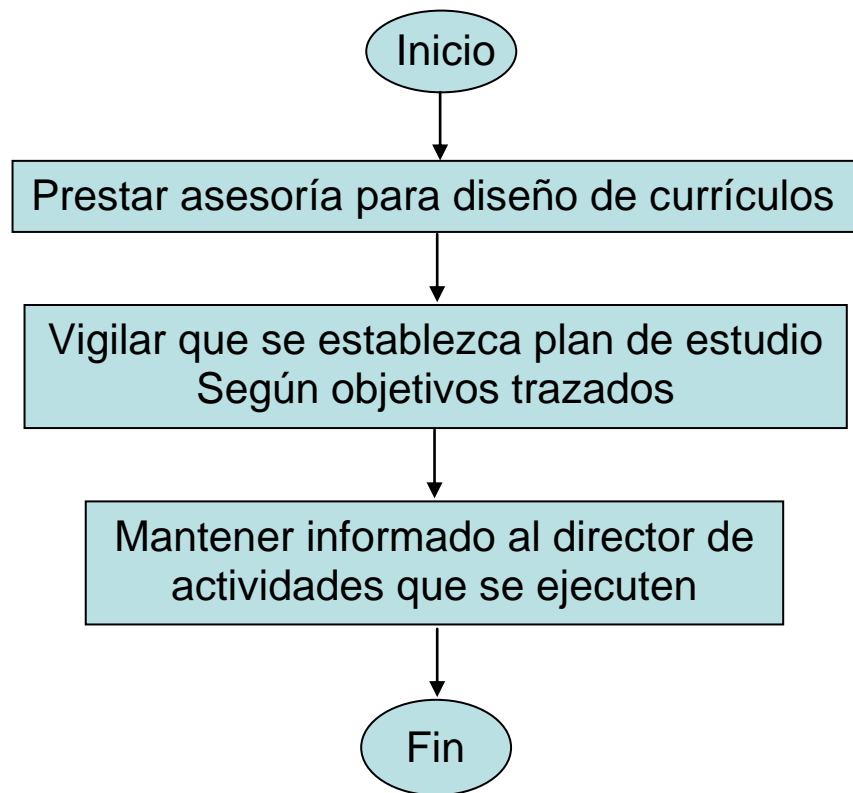 Inicio
Prestar asesoría para diseño de currículos
Vigilar que se establezca plan de estudio
Según objetivos trazados
Mantener informado al director de
actividades que se ejecuten
Fin